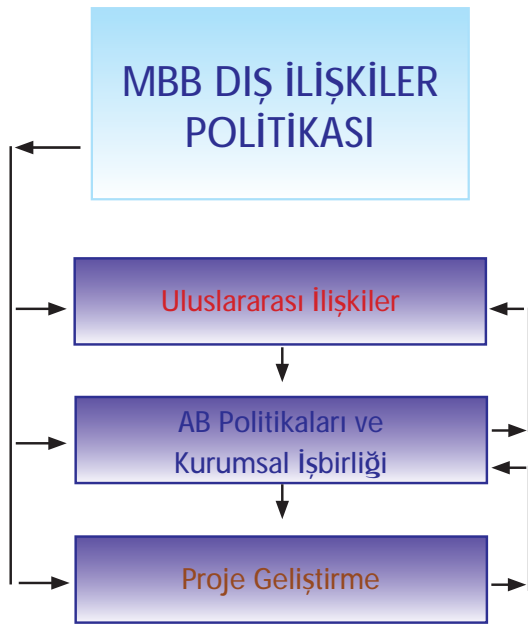 MBB DIŞ İLİŞKİLER
POLİTİKASI
Uluslararası İlişkiler
AB Politikaları ve
Kurumsal İşbirliği
Proje Geliştirme